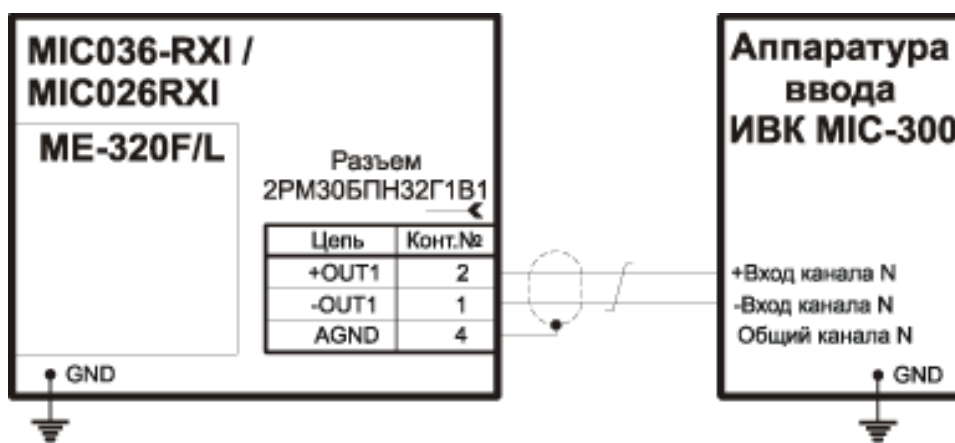 MIC036-RXI /
MIC026RXI
ME-320F/L
Разъем
2РМ30БПН32Г1В1
Цепь Конт.№
+OUT1 2
-OUT1 1
AGND 4
GND
Аппаратура
ввода
ИВК MIC-300
+Вход канала N
-Вход канала N
Общий канала N
GND